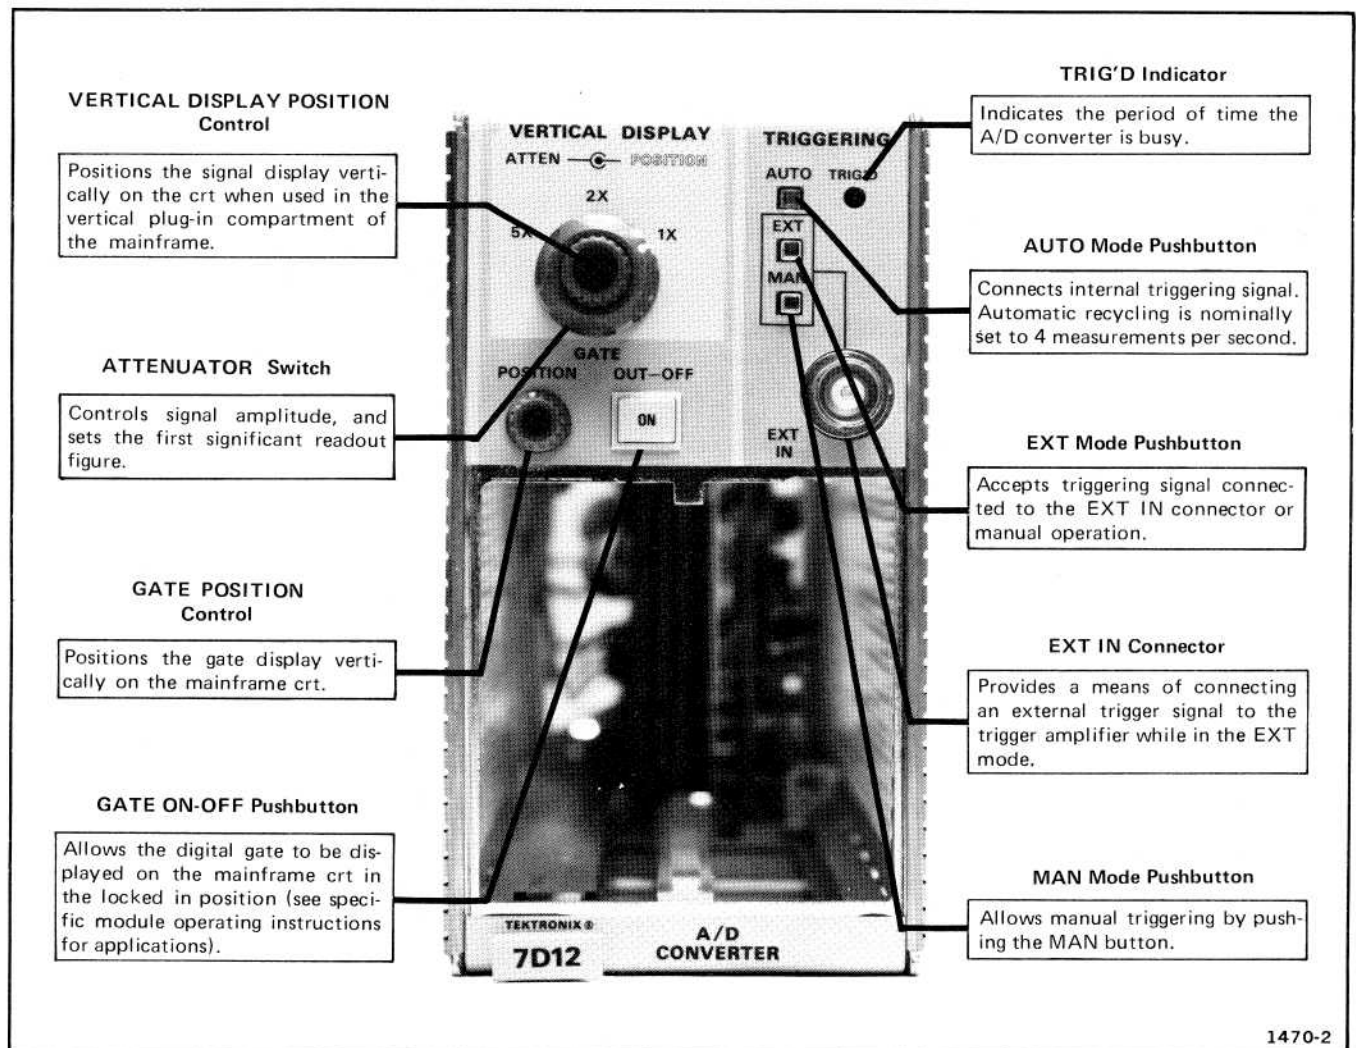 VERTICAL DISPLAY POSITION
Control
Positions the signal display verti-
cally on the crt when used in the
vertical plug-in compartment of
the mainframe.
ATTENUATOR Switch
Controls signal amplitude, and
sets the first significant readout
figure.
GATE POSITION
Control
Positions the gate display verti-
cally on the mainframe crt.
GATE ON-OFF Pushbutton
Allows the digital gate to be dis-
played on the mainframe crt in
the locked in position (see speci-
fic module operating instructions
for applications).
VERTICAL DISPLAY
ATTEN POSITION
2X
5X 1X
GATE
POSITION OUT–OFF
ON
TRIGGERING
AUTO TRIG'D
EXT
MAN
EXT
IN
TEKTRONIX®
7D12
A/D
CONVERTER
TRIG'D Indicator
Indicates the period of time the
A/D converter is busy.
AUTO Mode Pushbutton
Connects internal triggering signal.
Automatic recycling is nominally
set to 4 measurements per second.
EXT Mode Pushbutton
Accepts triggering signal connec-
ted to the EXT IN connector or
manual operation.
EXT IN Connector
Provides a means of connecting
an external trigger signal to the
trigger amplifier while in the EXT
mode.
MAN Mode Pushbutton
Allows manual triggering by push-
ing the MAN button.
1470-2